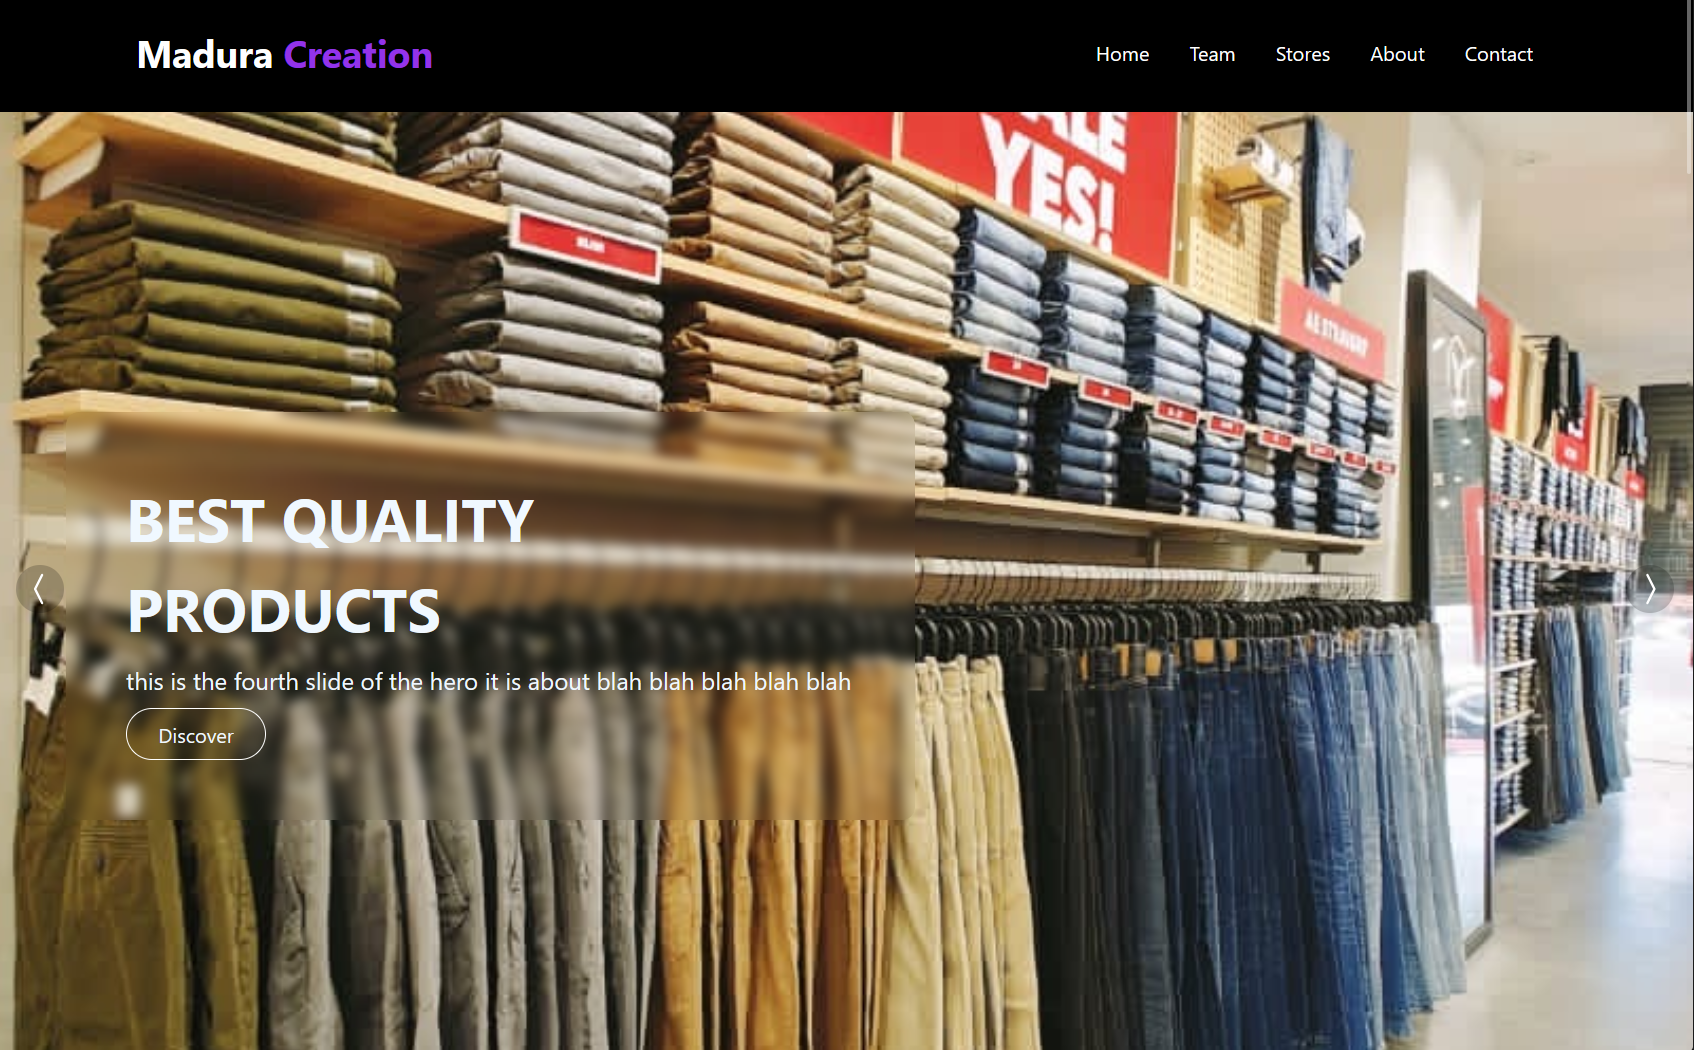 Madura Creation
Home Team Stores About Contact
YES!
BEST QUALITY
PRODUCTS
this is the fourth slide of the hero it is about blah blah blah blah blah
Discover